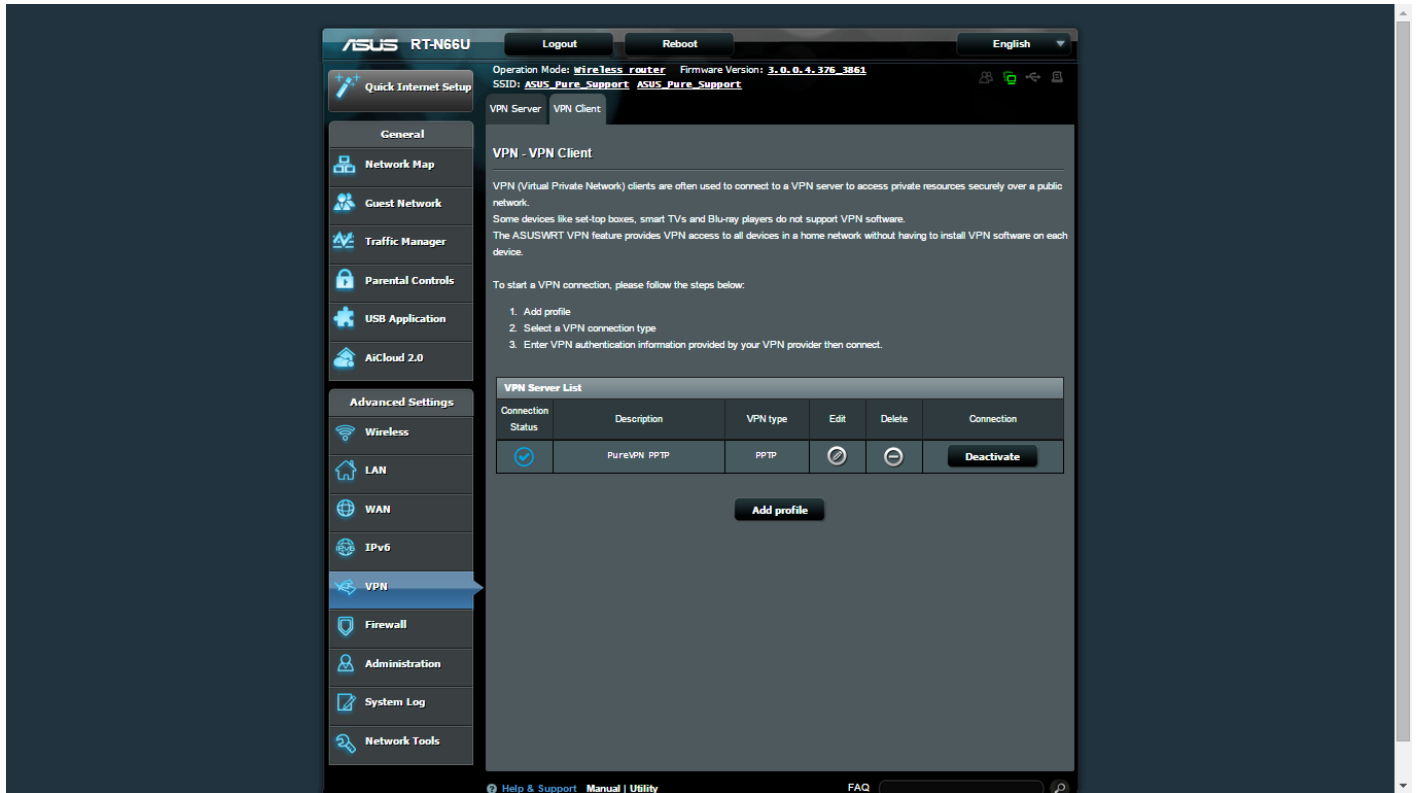 ASUS RT-N66U
Logout
Reboot
English
Quick Internet Setup
Operation Mode: Wireless router Firmware Version: 3.0.0.4.376_3861
SSID: ASUS_Pure_Support ASUS_Pure_Support
VPN Server
VPN Client
General
Network Map
Guest Network
Traffic Manager
Parental Controls
USB Application
AiCloud 2.0
Advanced Settings
Wireless
LAN
WAN
IPv6
VPN
Firewall
Administration
System Log
Network Tools
VPN - VPN Client
VPN (Virtual Private Network) clients are often used to connect to a VPN server to access private resources securely over a public
network.
Some devices like set-top boxes, smart TVs and Blu-ray players do not support VPN software.
The ASUSWRT VPN feature provides VPN access to all devices in a home network without having to install VPN software on each
device.
To start a VPN connection, please follow the steps below:
1. Add profile
2. Select a VPN connection type
3. Enter VPN authentication information provided by your VPN provider then connect.
VPN Server List
Connection
Status
Description
VPN type
Edit
Delete
Connection
PureVPN PPTP
PPTP
Deactivate
Add profile
Help & Support Manual | Utility
FAQ